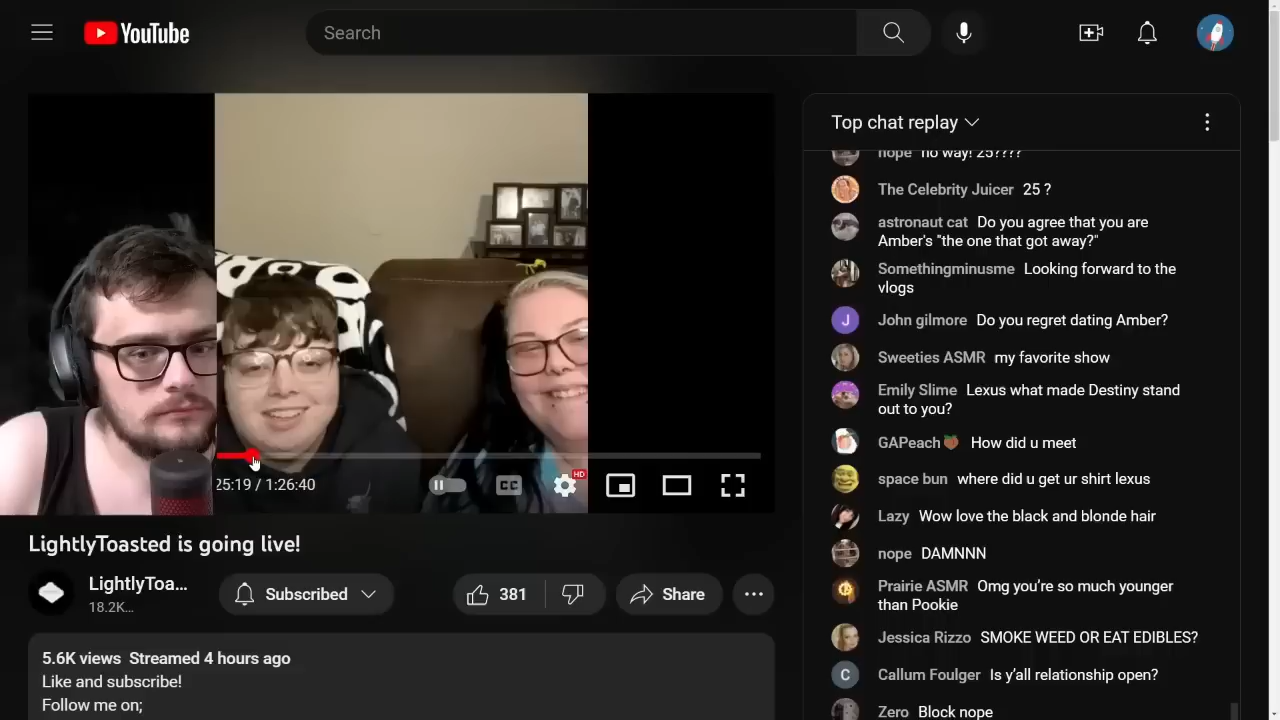 YouTube
Search
Top chat replay
nope no way! 25????
The Celebrity Juicer 25 ?
astronaut cat Do you agree that you are
Amber's "the one that got away?"
Somethingminusme Looking forward to the
vlogs
J John gilmore Do you regret dating Amber?
Sweeties ASMR my favorite show
Emily Slime Lexus what made Destiny stand
out to you?
GAPeach🍑 How did u meet
space bun where did u get ur shirt lexus
Lazy Wow love the black and blonde hair
nope DAMNNN
Prairie ASMR Omg you're so much younger
than Pookie
Jessica Rizzo SMOKE WEED OR EAT EDIBLES?
C Callum Foulger Is y'all relationship open?
Zero Block nope
25:19 / 1:26:40
CC
HD
LightlyToasted is going live!
LightlyToa...
18.2K...
Subscribed
381
Share
5.6K views Streamed 4 hours ago
Like and subscribe!
Follow me on;